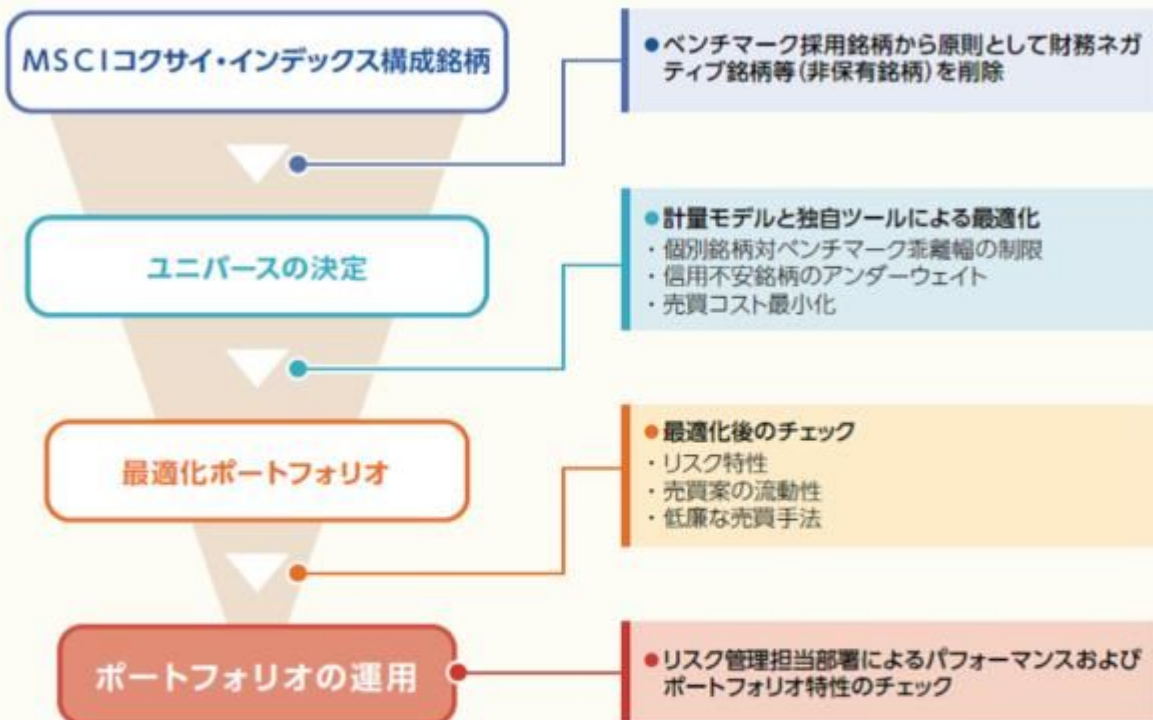 MSCIコクサイ・インデックス構成銘柄
●ベンチマーク採用銘柄から原則として財務ネガ
ティブ銘柄等(非保有銘柄)を削除
ユニバースの決定
●計量モデルと独自ツールによる最適化
・個別銘柄対ベンチマーク乖離幅の制限
・信用不安銘柄のアンダーウェイト
・売買コスト最小化
最適化ポートフォリオ
●最適化後のチェック
・リスク特性
・売買案の流動性
・低廉な売買手法
ポートフォリオの運用
●リスク管理担当部署によるパフォーマンスおよび
ポートフォリオ特性のチェック